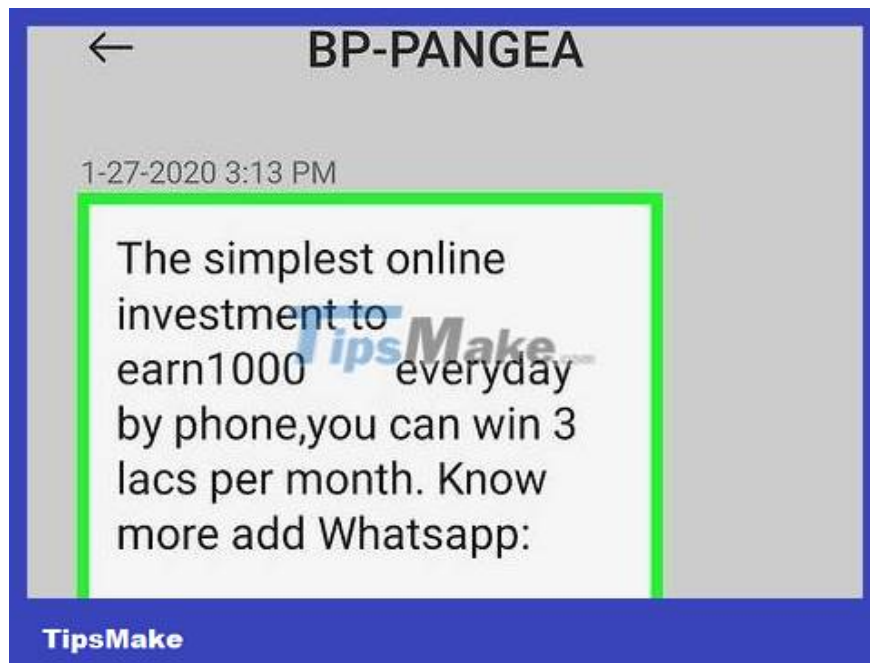 BP-PANGEA
1-27-2020 3:13 PM
The simplest online
investment to
earn1000 everyday
by phone,you can win 3
lacs per month. Know
more add Whatsapp:
TipsMake.com
TipsMake